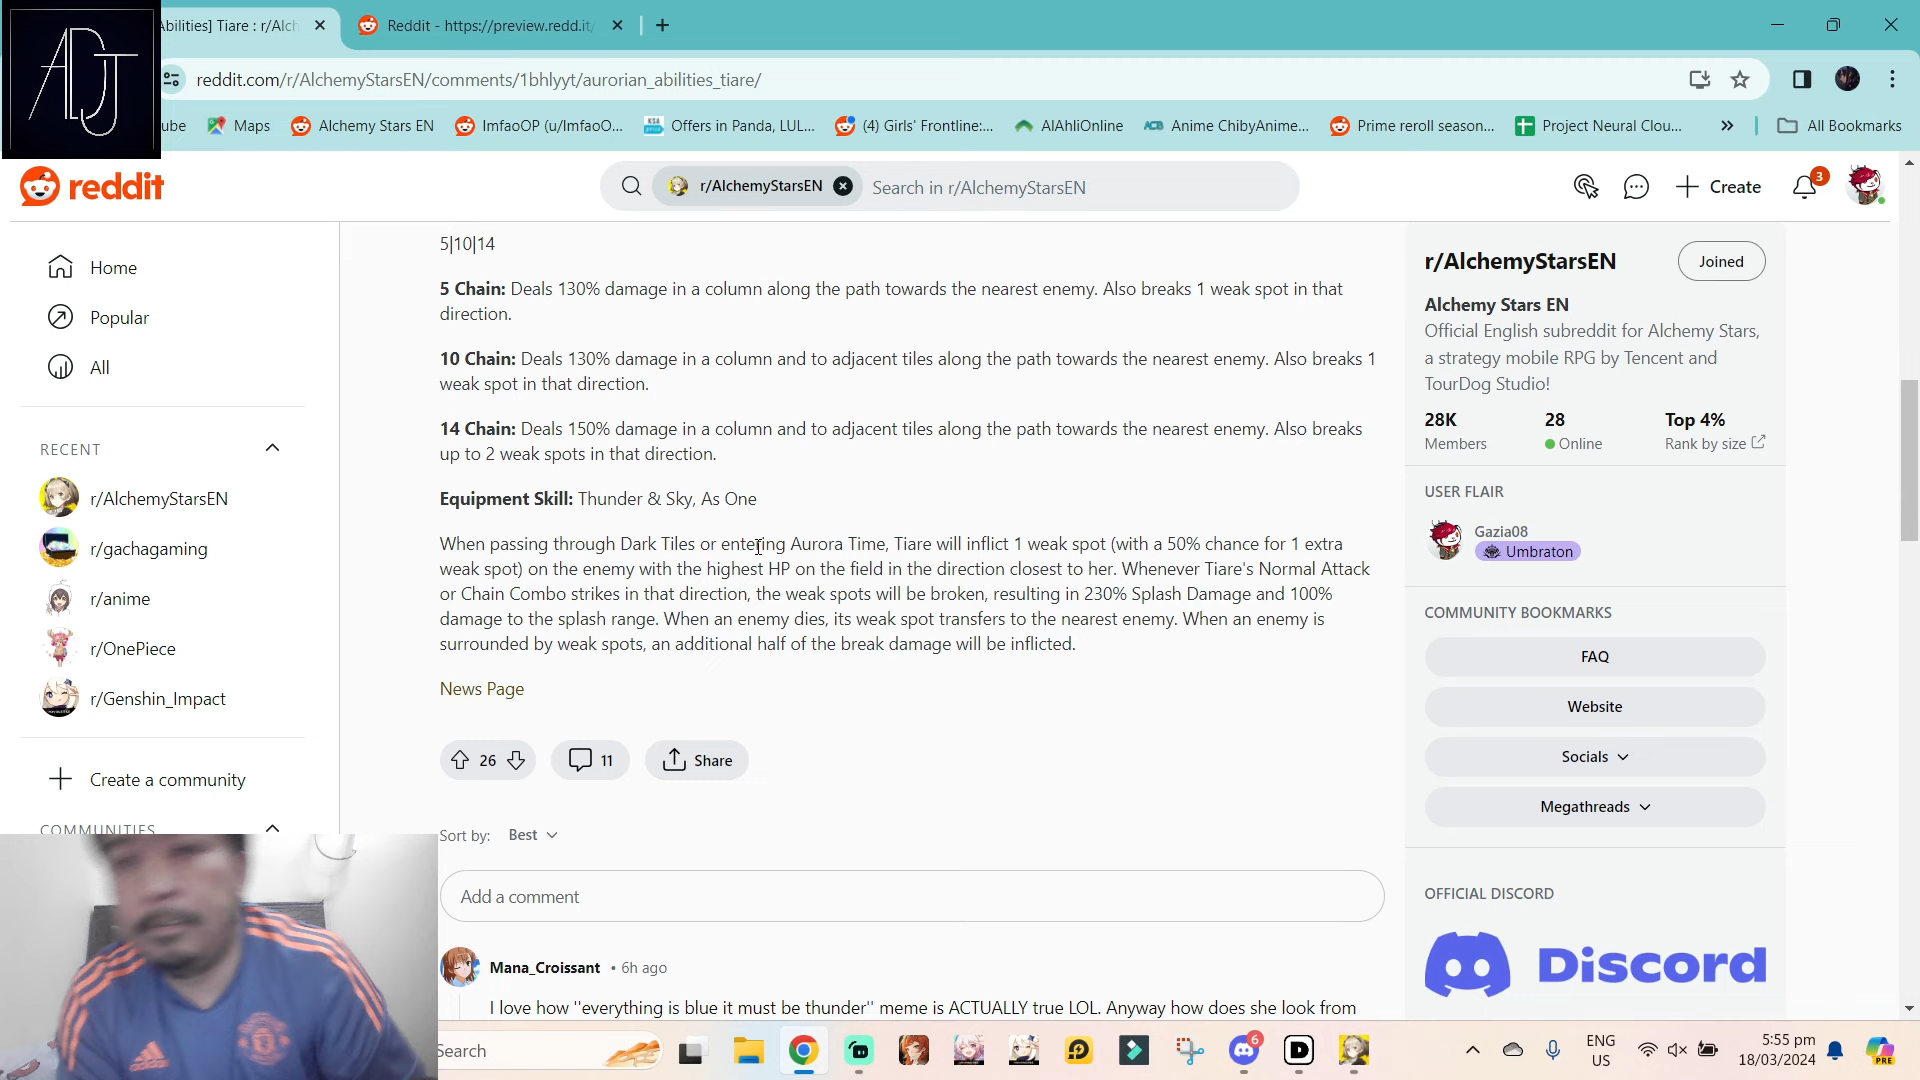 ADJT
Abilities] Tiare : r/Alch
Reddit - https://preview.redd.it/
reddit.com/r/AlchemyStarsEN/comments/1bhlyyt/aurorian_abilities_tiare/
ube
Maps
Alchemy Stars EN
ImfaoOP (u/ImfaoO...
Offers in Panda, LUL...
(4) Girls' Frontline:...
AlAhliOnline
Anime ChibyAnime...
Prime reroll season...
Project Neural Clou...
All Bookmarks
reddit
r/AlchemyStarsEN
Search in r/AlchemyStarsEN
Create
3
Home
Popular
All
RECENT
r/AlchemyStarsEN
r/gachagaming
r/anime
r/OnePiece
r/Genshin_Impact
Create a community
COMMUNITIES
5|10|14
5 Chain: Deals 130% damage in a column along the path towards the nearest enemy. Also breaks 1 weak spot in that
direction.
10 Chain: Deals 130% damage in a column and to adjacent tiles along the path towards the nearest enemy. Also breaks 1
weak spot in that direction.
14 Chain: Deals 150% damage in a column and to adjacent tiles along the path towards the nearest enemy. Also breaks
up to 2 weak spots in that direction.
Equipment Skill: Thunder & Sky, As One
When passing through Dark Tiles or entering Aurora Time, Tiare will inflict 1 weak spot (with a 50% chance for 1 extra
weak spot) on the enemy with the highest HP on the field in the direction closest to her. Whenever Tiare's Normal Attack
or Chain Combo strikes in that direction, the weak spots will be broken, resulting in 230% Splash Damage and 100%
damage to the splash range. When an enemy dies, its weak spot transfers to the nearest enemy. When an enemy is
surrounded by weak spots, an additional half of the break damage will be inflicted.
News Page
26
11
Share
Sort by:
Best
Add a comment
Mana_Croissant • 6h ago
I love how "everything is blue it must be thunder" meme is ACTUALLY true LOL. Anyway how does she look from
r/AlchemyStarsEN
Joined
Alchemy Stars EN
Official English subreddit for Alchemy Stars,
a strategy mobile RPG by Tencent and
TourDog Studio!
28K
28
Top 4%
Members
Online
Rank by size
USER FLAIR
Gazia08
Umbraton
COMMUNITY BOOKMARKS
FAQ
Website
Socials
Megathreads
OFFICIAL DISCORD
Discord
Search
6
ENG
US
5:55 pm
18/03/2024
PRE